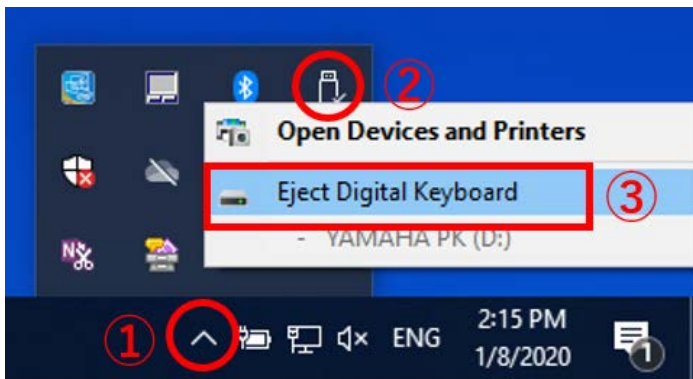 ②
Open Devices and Printers
Eject Digital Keyboard
③
- YAMAHA PK (D:)
N
①
ENG
2:15 PM
1/8/2020
1